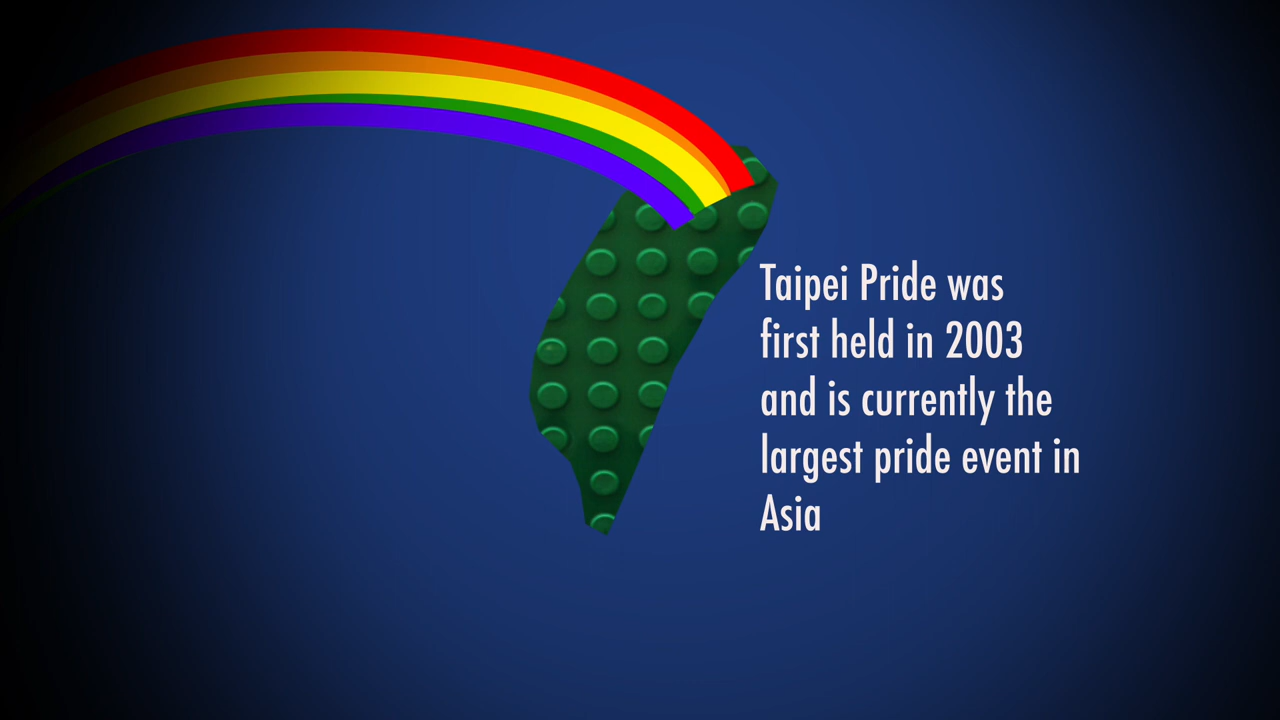 Taipei Pride was
first held in 2003
and is currently the
largest pride event in
Asia